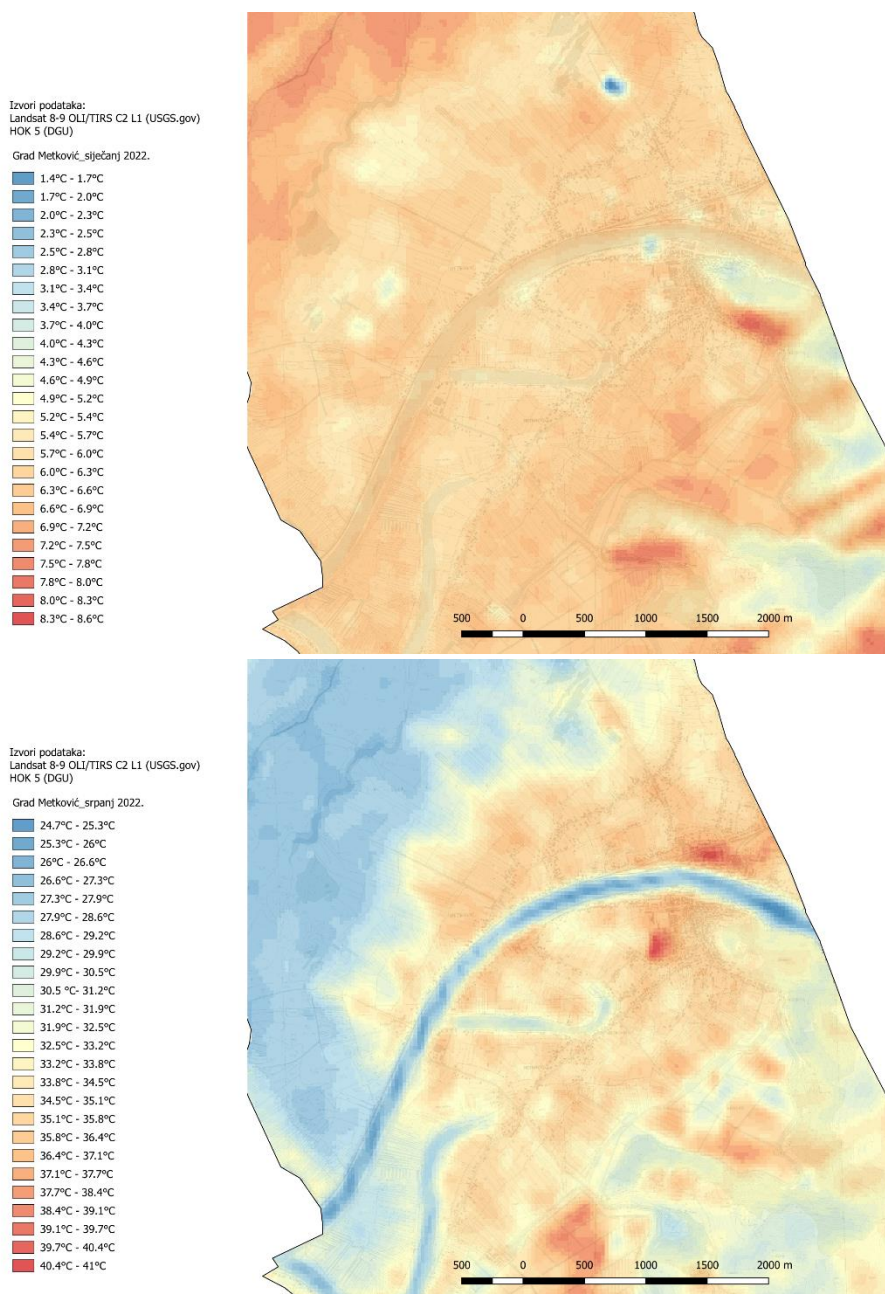 Izvori podataka:
Landsat 8-9 OLI/TIRS C2 L1 (USGS.gov)
HOK 5 (DGU)
Grad Metković_siječanj 2022.
1.4°C - 1.7°C
1.7°C - 2.0°C
2.0°C - 2.3°C
2.3°C - 2.5°C
2.5°C - 2.8°C
2.8°C - 3.1°C
3.1°C - 3.4°C
3.4°C - 3.7°C
3.7°C - 4.0°C
4.0°C - 4.3°C
4.3°C - 4.6°C
4.6°C - 4.9°C
4.9°C - 5.2°C
5.2°C - 5.4°C
5.4°C - 5.7°C
5.7°C - 6.0°C
6.0°C - 6.3°C
6.3°C - 6.6°C
6.6°C - 6.9°C
6.9°C - 7.2°C
7.2°C - 7.5°C
7.5°C - 7.8°C
7.8°C - 8.0°C
8.0°C - 8.3°C
8.3°C - 8.6°C
500 0 500 1000 1500 2000 m
Izvori podataka:
Landsat 8-9 OLI/TIRS C2 L1 (USGS.gov)
HOK 5 (DGU)
Grad Metković_srpanj 2022.
24.7°C - 25.3°C
25.3°C - 26°C
26°C - 26.6°C
26.6°C - 27.3°C
27.3°C - 27.9°C
27.9°C - 28.6°C
28.6°C - 29.2°C
29.2°C - 29.9°C
29.9°C - 30.5°C
30.5 °C- 31.2°C
31.2°C - 31.9°C
31.9°C - 32.5°C
32.5°C - 33.2°C
33.2°C - 33.8°C
33.8°C - 34.5°C
34.5°C - 35.1°C
35.1°C - 35.8°C
35.8°C - 36.4°C
36.4°C - 37.1°C
37.1°C - 37.7°C
37.7°C - 38.4°C
38.4°C - 39.1°C
39.1°C - 39.7°C
39.7°C - 40.4°C
40.4°C - 41°C
500 0 500 1000 1500 2000 m